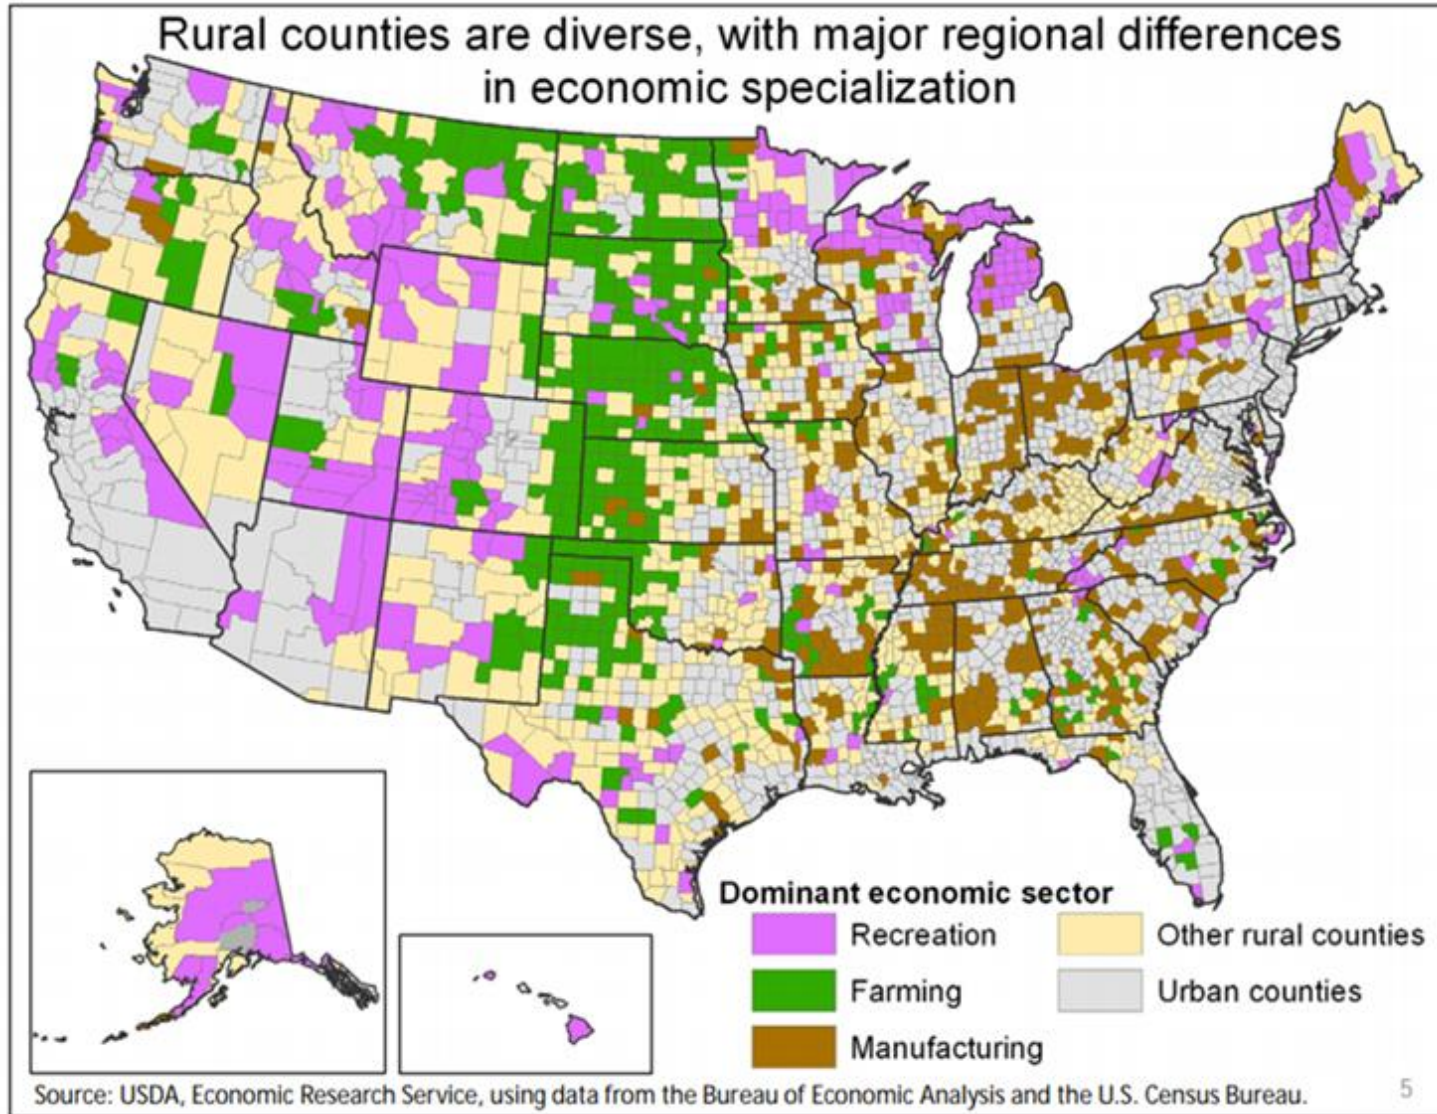 Rural counties are diverse, with major regional differences
in economic specialization
Dominant economic sector
Recreation
Farming
Manufacturing
Other rural counties
Urban counties
Source: USDA, Economic Research Service, using data from the Bureau of Economic Analysis and the U.S. Census Bureau.
5